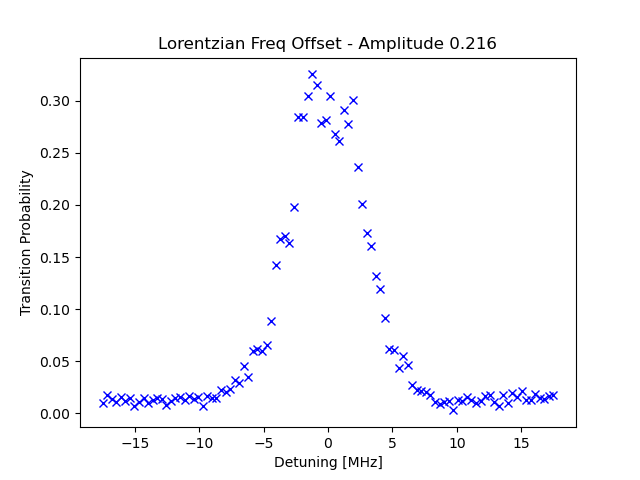 Lorentzian Freq Offset - Amplitude 0.216
Transition Probability
0.30
0.25
0.20
0.15
0.10
0.05
0.00
−15 −10 −5 0 5 10 15
Detuning [MHz]